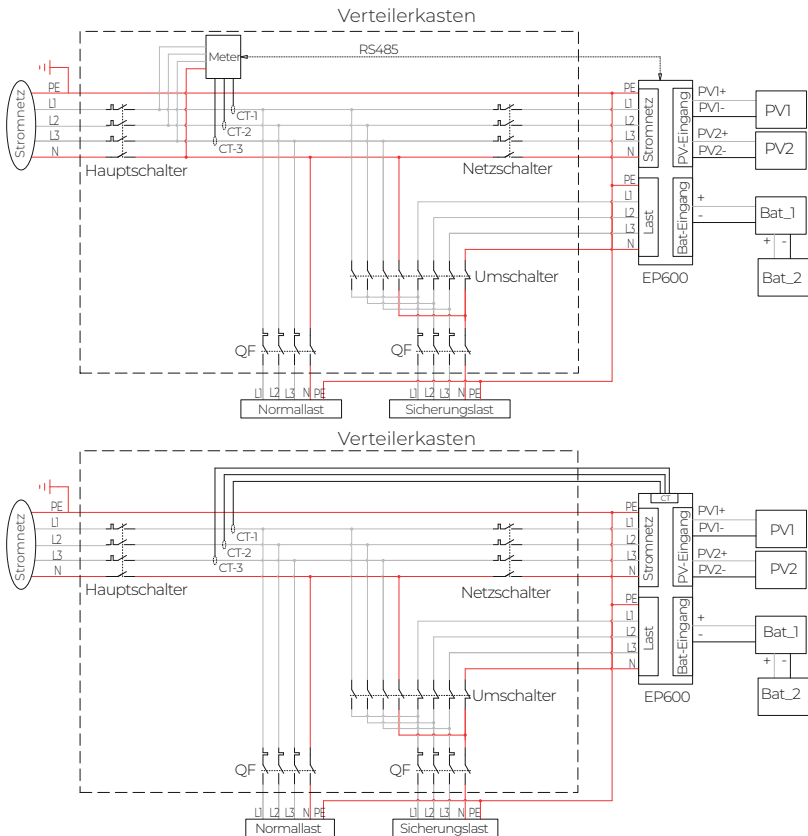 Verteilerkasten
Meter
RS485
PE
L1
L2
L3
N
Stromnetz
CT-1
CT-2
CT-3
Hauptschalter
Netzschalter
PE
L1
L2
L3
N
Stromnetz
PV-Eingang
PV1+
PV1-
PV2+
PV2-
PV1
PV2
PE
L1
L2
L3
N
Last
Bat-Eingang
+
-
Bat_1
+ -
Bat_2
EP600
Umschalter
QF
QF
L1 L2 L3 N PE
L1 L2 L3 N PE
Normallast
Sicherungslast
Verteilerkasten
PE
L1
L2
L3
N
Stromnetz
CT-1
CT-2
CT-3
Hauptschalter
Netzschalter
CT
PE
L1
L2
L3
N
Stromnetz
PV-Eingang
PV1+
PV1-
PV2+
PV2-
PV1
PV2
PE
L1
L2
L3
N
Last
Bat-Eingang
+
-
Bat_1
+ -
Bat_2
EP600
Umschalter
QF
QF
L1 L2 L3 N PE
L1 L2 L3 N PE
Normallast
Sicherungslast